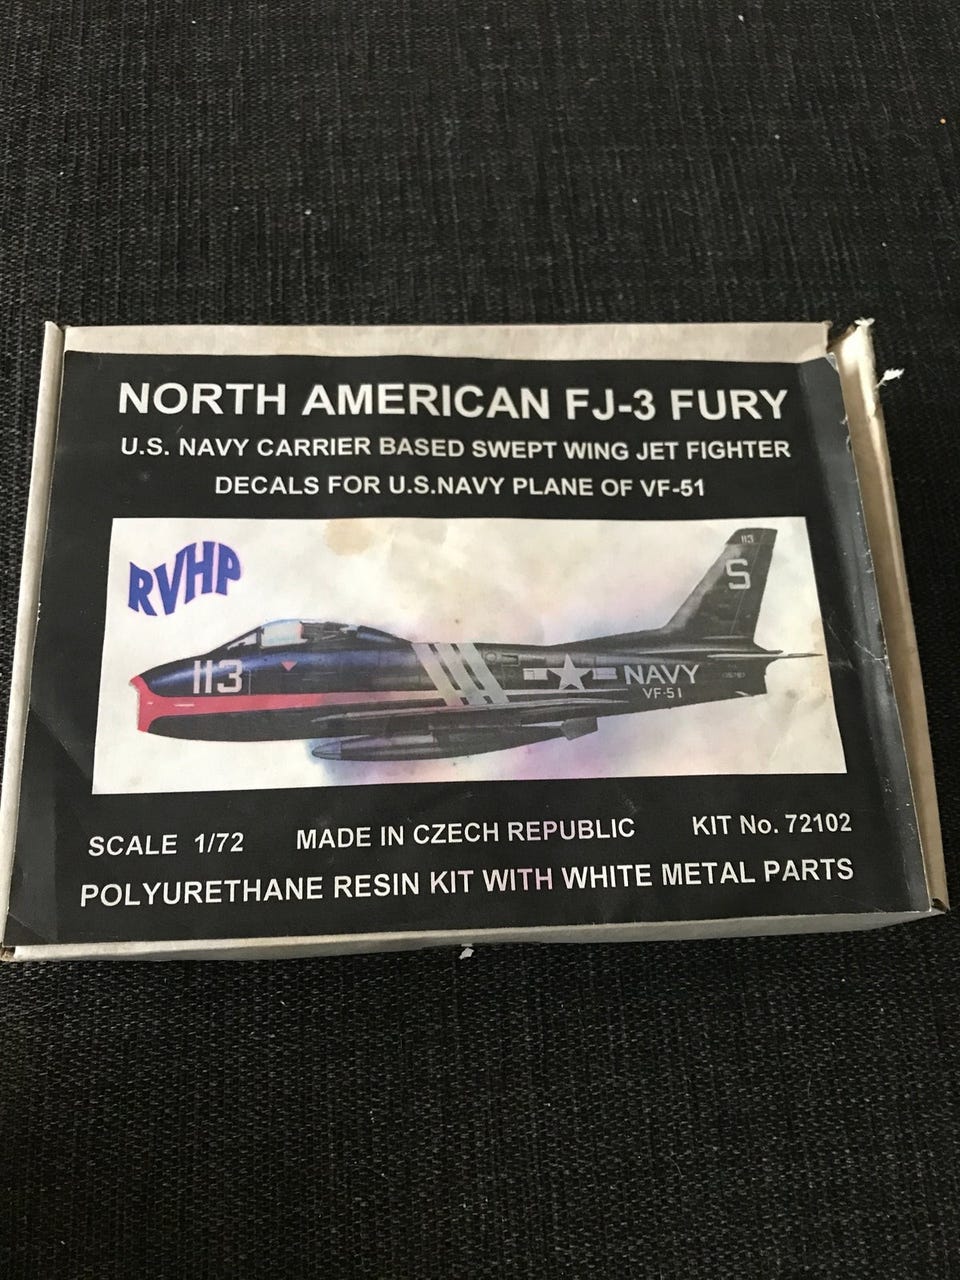 NORTH AMERICAN FJ-3 FURY
U.S. NAVY CARRIER BASED SWEPT WING JET FIGHTER
DECALS FOR U.S.NAVY PLANE OF VF-51
RVHP
113
S
113
NAVY
VF-51
SCALE 1/72 MADE IN CZECH REPUBLIC KIT No. 72102
POLYURETHANE RESIN KIT WITH WHITE METAL PARTS